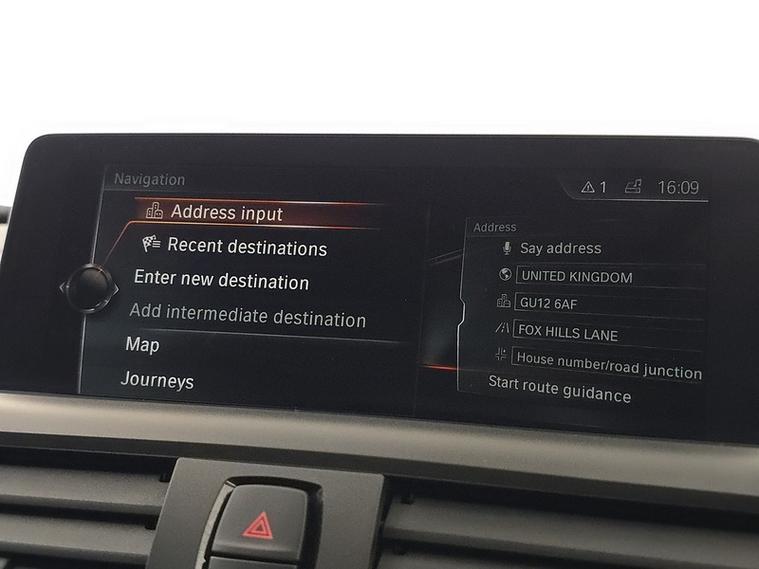 Navigation
1 16:09
Address input
Recent destinations
Enter new destination
Add intermediate destination
Map
Journeys
Address
Say address
UNITED KINGDOM
GU12 6AF
FOX HILLS LANE
House number/road junction
Start route guidance